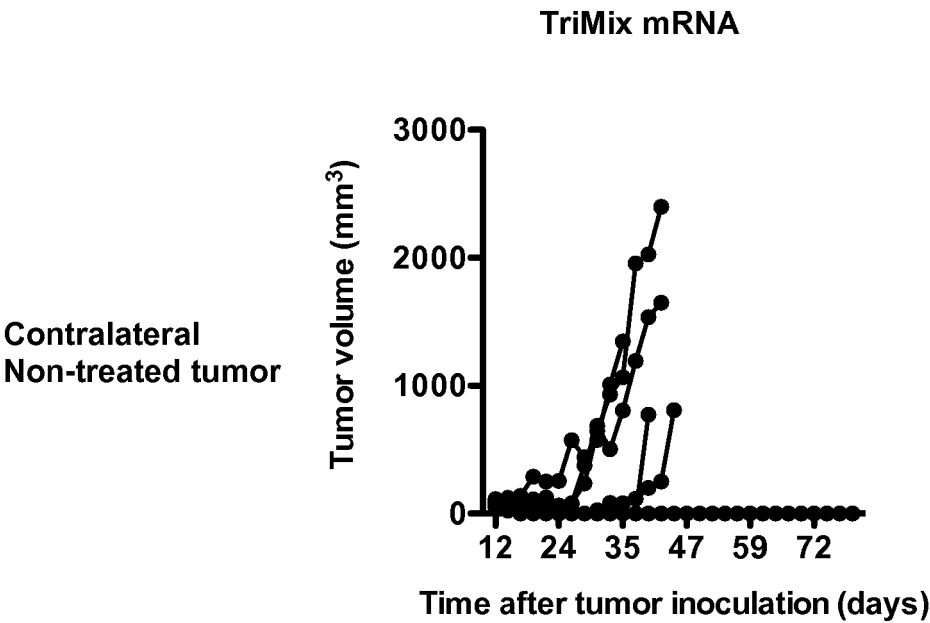 TriMix mRNA
Contralateral
Non-treated tumor
Tumor volume (mm³)
3000
2000
1000
0
12 24 35 47 59 72
Time after tumor inoculation (days)